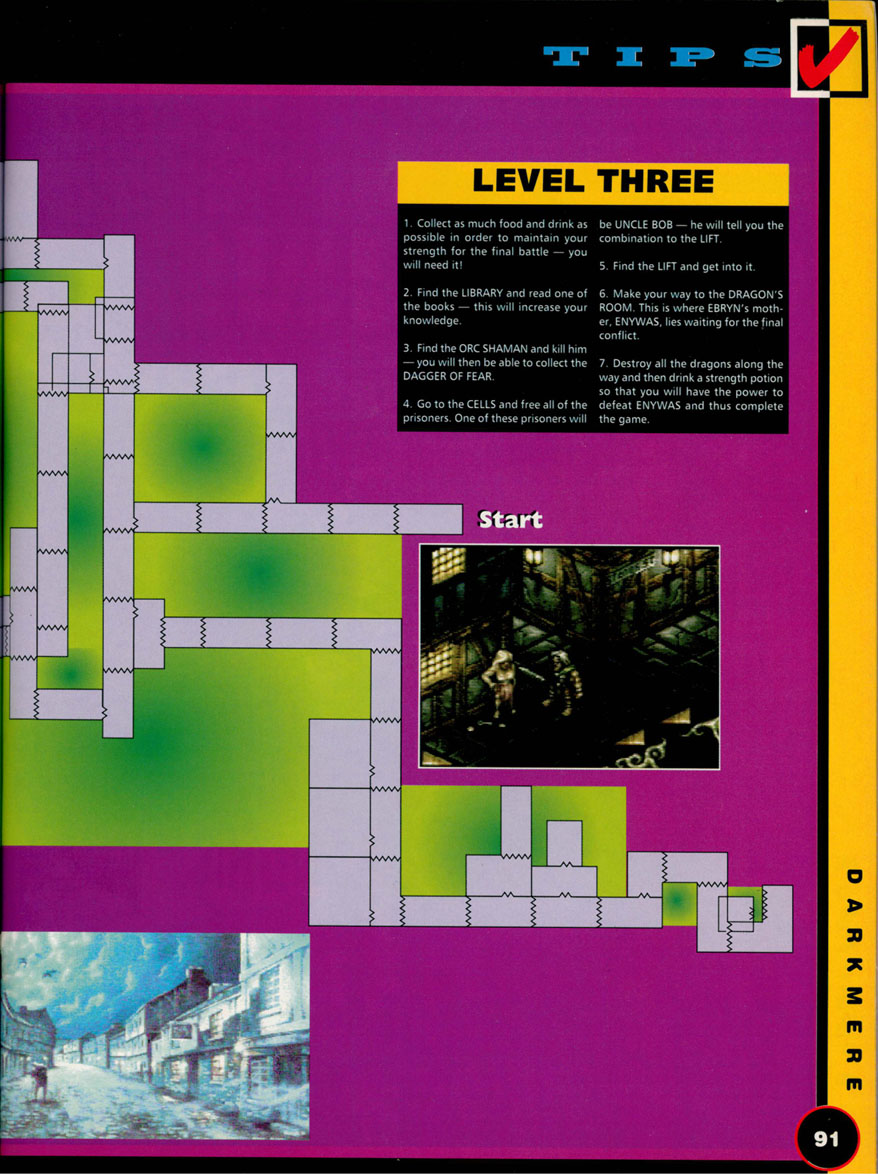 TIPS
LEVEL THREE
1. Collect as much food and drink as
possible in order to maintain your
strength for the final battle — you
will need it!
2. Find the LIBRARY and read one of
the books — this will increase your
knowledge.
3. Find the ORC SHAMAN and kill him
— you will then be able to collect the
DAGGER OF FEAR.
4. Go to the CELLS and free all of the
prisoners. One of these prisoners will
be UNCLE BOB — he will tell you the
combination to the LIFT.
5. Find the LIFT and get into it.
6. Make your way to the DRAGON'S
ROOM. This is where EBRYN's moth-
er, ENYWAS, lies waiting for the final
conflict.
7. Destroy all the dragons along the
way and then drink a strength potion
so that you will have the power to
defeat ENYWAS and thus complete
the game.
Start
DARKMERE
91